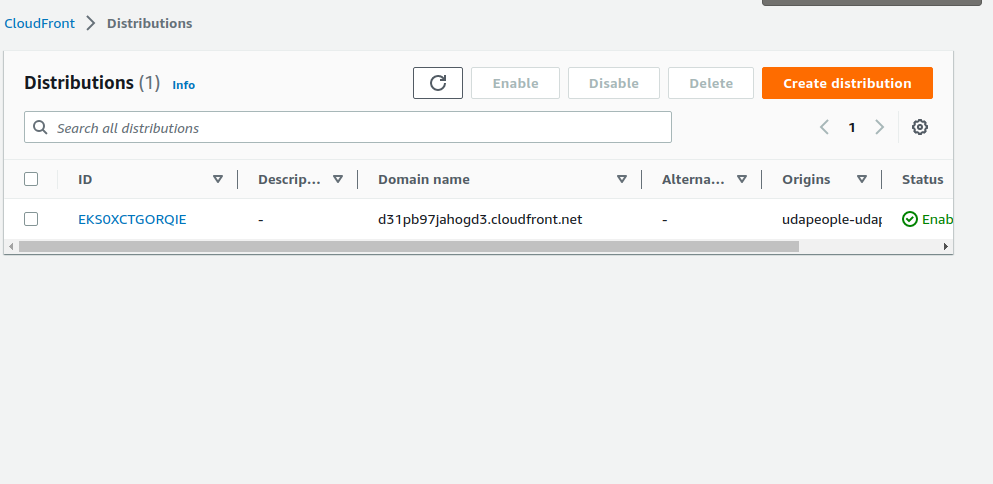 CloudFront > Distributions
Distributions (1) Info Enable Disable Delete Create distribution
Search all distributions 1
ID Descrip... Domain name Alterna... Origins Status
EKS0XCTGORQIE - d31pb97jahogd3.cloudfront.net - udapeople-udap Enab